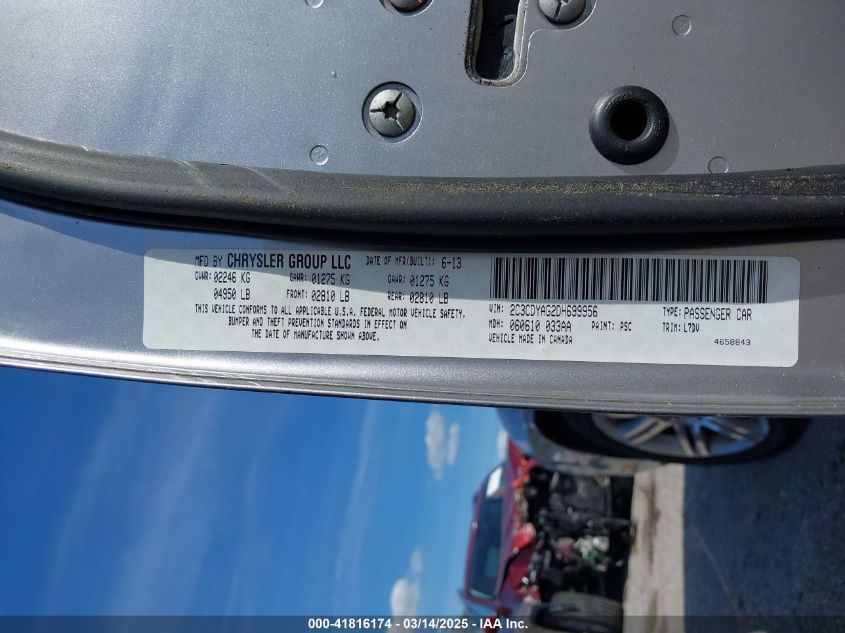 MFD BY CHRYSLER GROUP LLC DATE OF MFR(BUILT): 6-13
GVWR: 02246 KG GAWR: 01275 KG GAWR: 01275 KG
04950 LB FRONT: 02810 LB REAR: 02810 LB
THIS VEHICLE CONFORMS TO ALL APPLICABLE U.S.A. FEDERAL MOTOR VEHICLE SAFETY,
BUMPER AND THEFT PREVENTION STANDARDS IN EFFECT ON
THE DATE OF MANUFACTURE SHOWN ABOVE.
VIN: 2C3CDYAG2DH699956 TYPE: PASSENGER CAR
MDH: 060610 033AA PAINT: PSC TRIM: L7DV
VEHICLE MADE IN CANADA 4658843
000-41816174 - 03/14/2025 - IAA Inc.